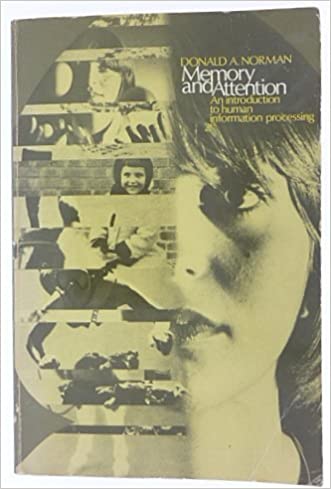 DONALD A. NORMAN
Memory
and Attention
An introduction
to human
information processing